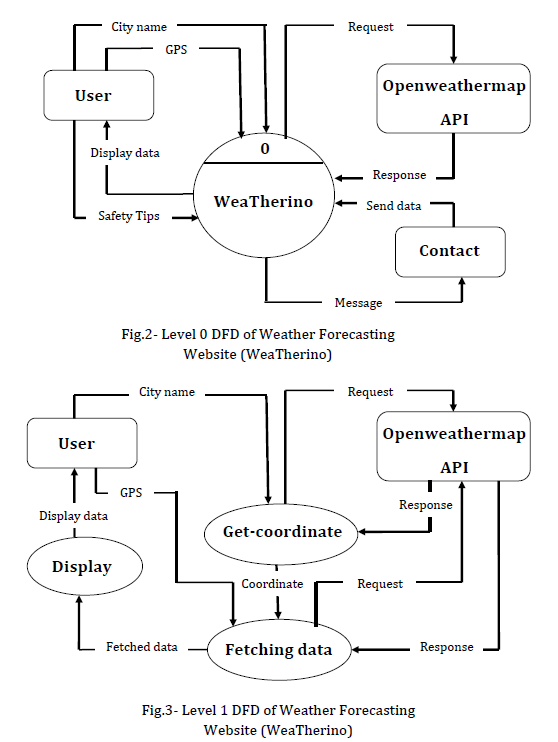 City name
Request
GPS
User
Openweathermap
API
0
Display data
Response
WeaTherino
Send data
Safety Tips
Contact
Message
Fig.2- Level 0 DFD of Weather Forecasting
Website (WeaTherino)
City name
Request
User
Openweathermap
API
GPS
Response
Display data
Get-coordinate
Display
Coordinate
Request
Fetched data
Fetching data
Response
Fig.3- Level 1 DFD of Weather Forecasting
Website (WeaTherino)